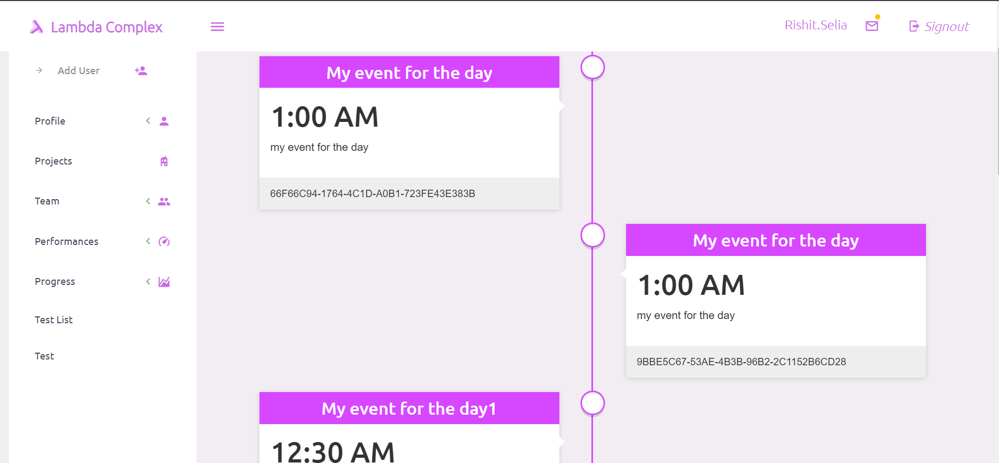 Lambda Complex
Rishit.Selia
Signout
Add User
Profile
Projects
Team
Performances
Progress
Test List
Test
My event for the day
1:00 AM
my event for the day
66F66C94-1764-4C1D-A0B1-723FE43E383B
My event for the day
1:00 AM
my event for the day
9BBE5C67-53AE-4B3B-96B2-2C1152B6CD28
My event for the day1
12:30 AM